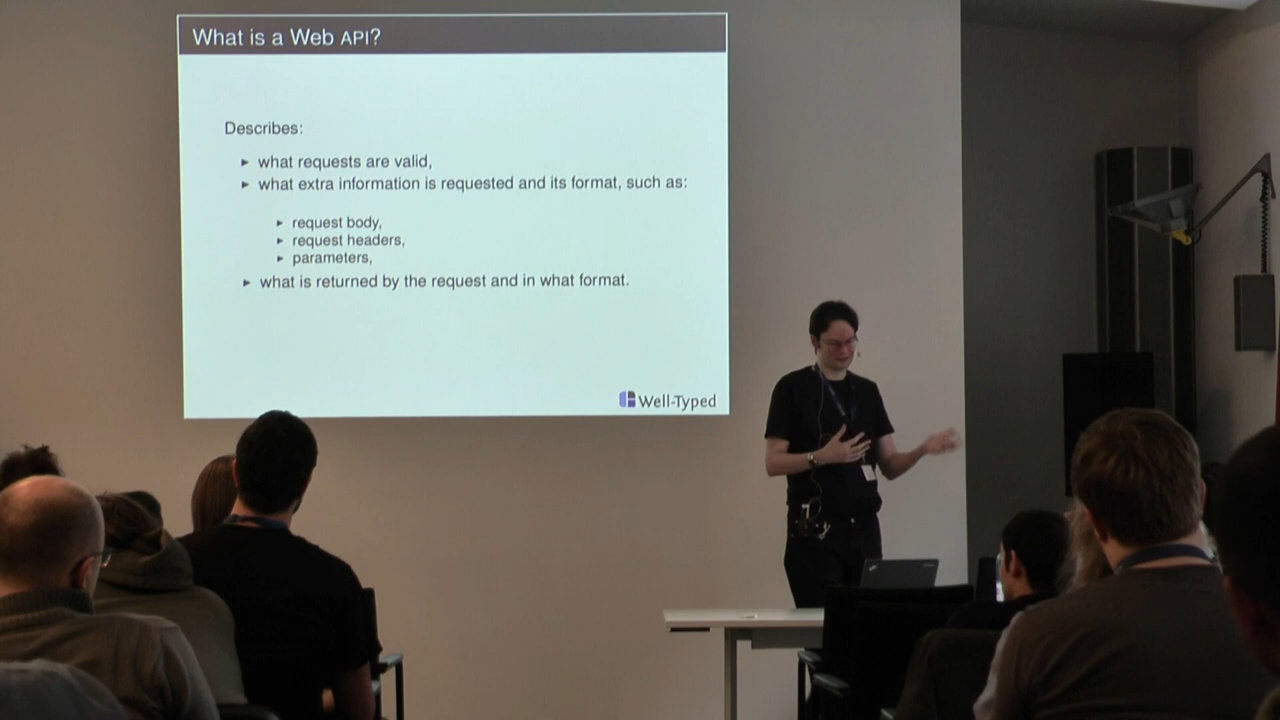 What is a Web API?
Describes:
► what requests are valid,
► what extra information is requested and its format, such as:
► request body,
► request headers,
► parameters,
► what is returned by the request and in what format.
Well-Typed